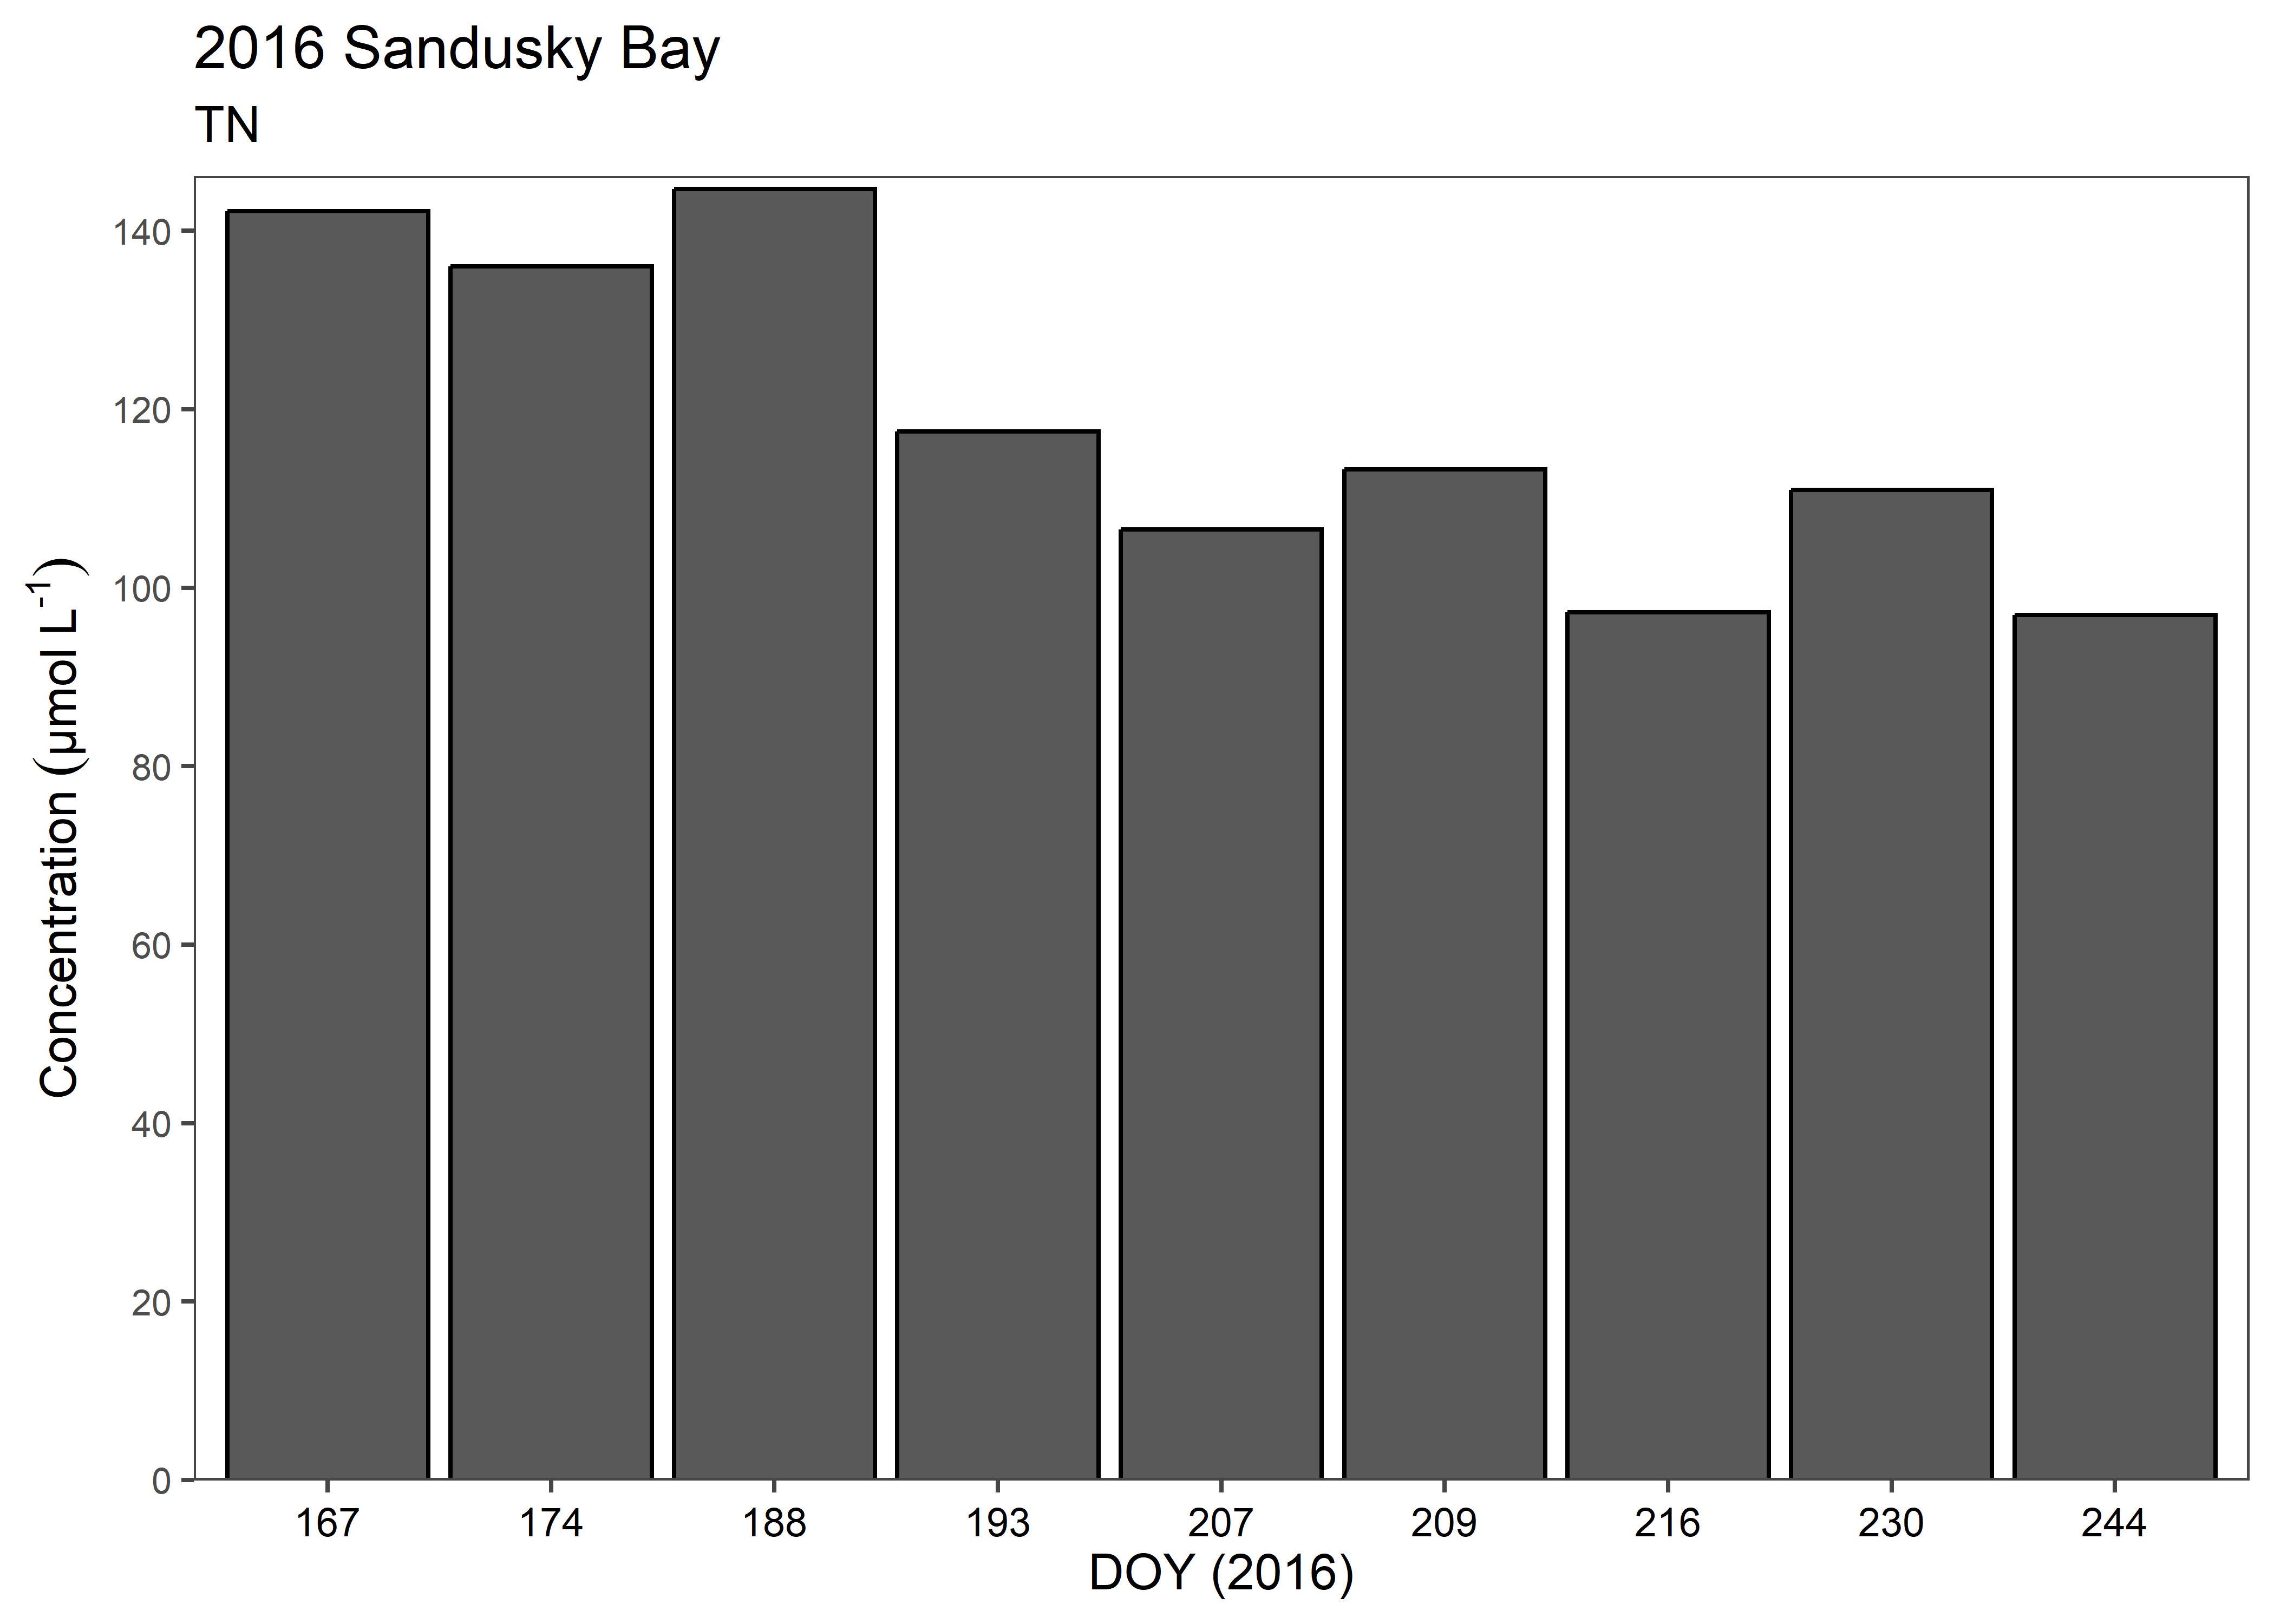 2016 Sandusky Bay
TN
Concentration (µmol L⁻¹)
140
120
100
80
60
40
20
0
167 174 188 193 207 209 216 230 244
DOY (2016)